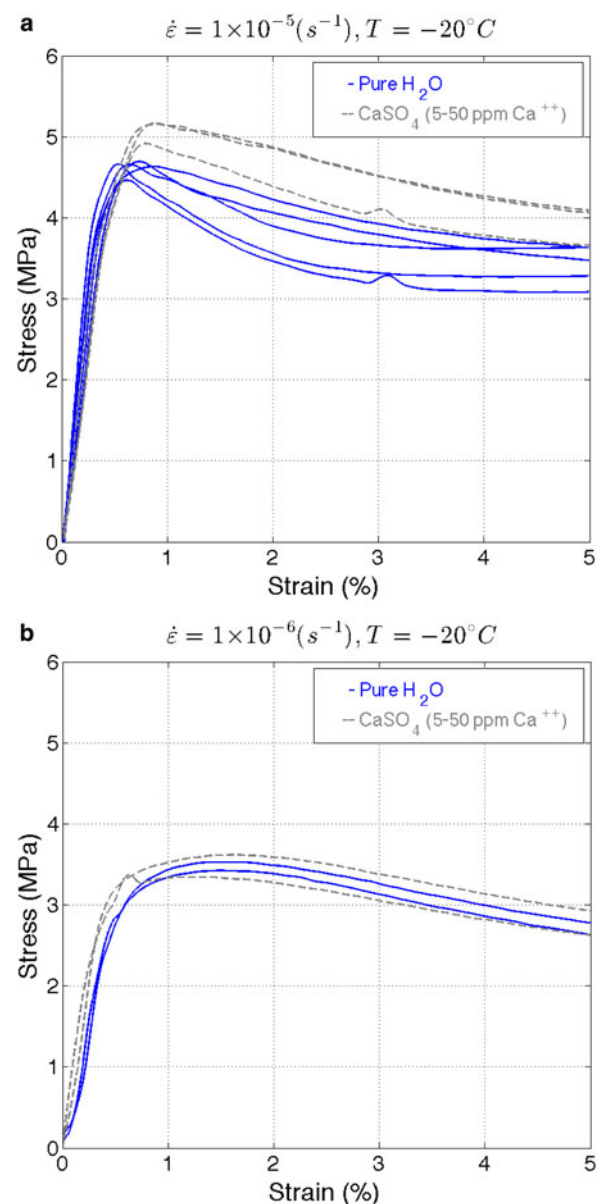 a
ε̇ = 1×10⁻⁵(s⁻¹), T = −20°C
6
5
4
3
2
1
0
Stress (MPa)
Pure H₂O
CaSO₄ (5-50 ppm Ca⁺⁺)
0 1 2 3 4 5
Strain (%)
b
ε̇ = 1×10⁻⁶(s⁻¹), T = −20°C
6
5
4
3
2
1
0
Stress (MPa)
Pure H₂O
CaSO₄ (5-50 ppm Ca⁺⁺)
0 1 2 3 4 5
Strain (%)